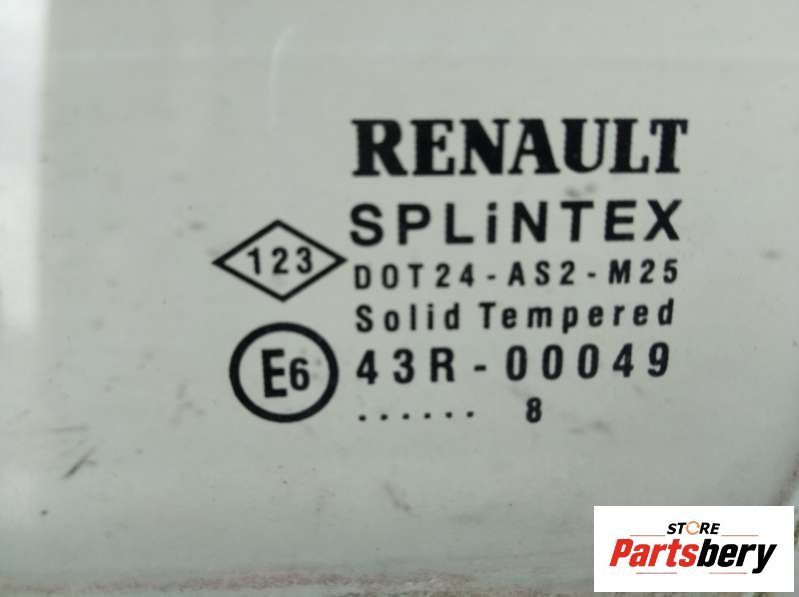 RENAULT
SPLiNTEX
123
DOT24-AS2-M25
Solid Tempered
E6 43R-00049
...... 8
STORE
Partsbery